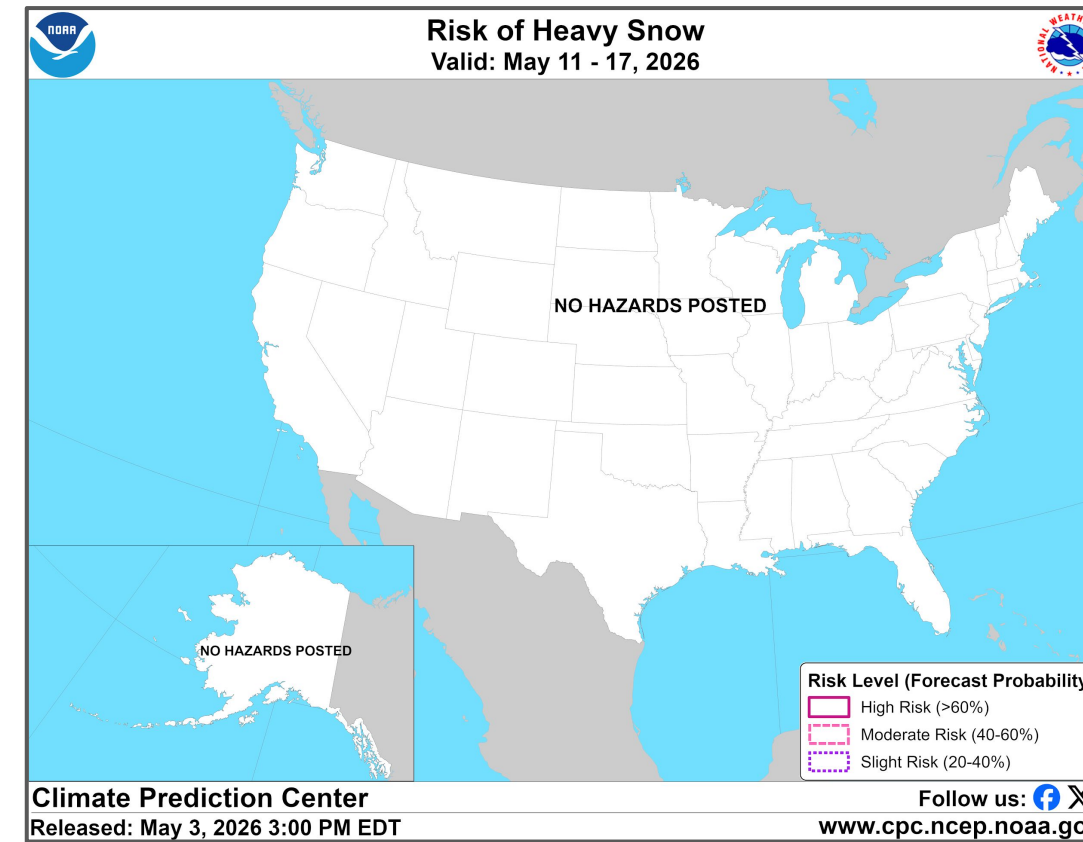 NOAA
Risk of Heavy Snow
Valid: May 11 - 17, 2026
NO HAZARDS POSTED
NO HAZARDS POSTED
Risk Level (Forecast Probability
High Risk (>60%)
Moderate Risk (40-60%)
Slight Risk (20-40%)
Climate Prediction Center
Follow us:
Released: May 3, 2026 3:00 PM EDT
www.cpc.ncep.noaa.go